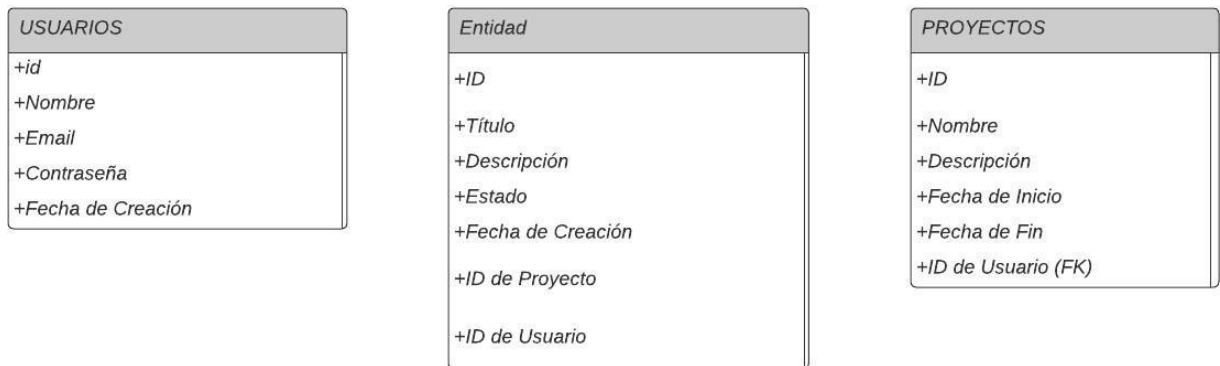 USUARIOS
+id
+Nombre
+Email
+Contraseña
+Fecha de Creación
Entidad
+ID
+Título
+Descripción
+Estado
+Fecha de Creación
+ID de Proyecto
+ID de Usuario
PROYECTOS
+ID
+Nombre
+Descripción
+Fecha de Inicio
+Fecha de Fin
+ID de Usuario (FK)